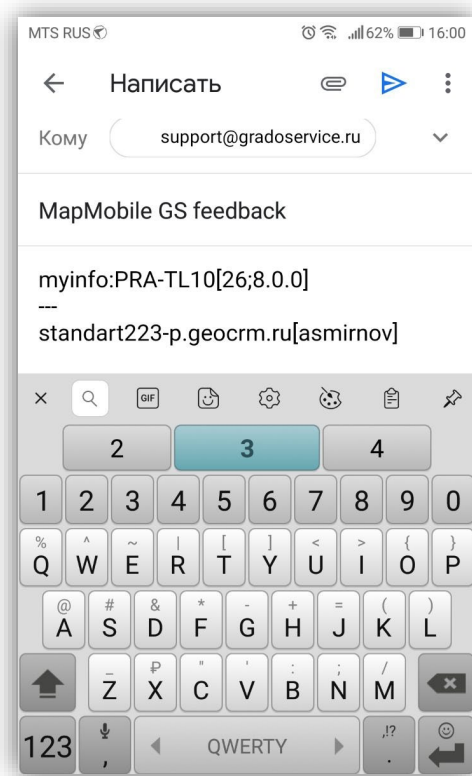 MTS RUS 62% 16:00
Написать
Кому support@gradoservice.ru
MapMobile GS feedback
myinfo:PRA-TL10[26;8.0.0]
---
standart223-p.geocrm.ru[asmirnov]
GIF
2 3 4
1 2 3 4 5 6 7 8 9 0
% ^ ~ | [ ] < > { }
Q W E R T Y U I O P
@ # & * - + = ( )
A S D F G H J K L
_ ₽ " ' : ; /
Z X C V B N M
,!?
123 , QWERTY .